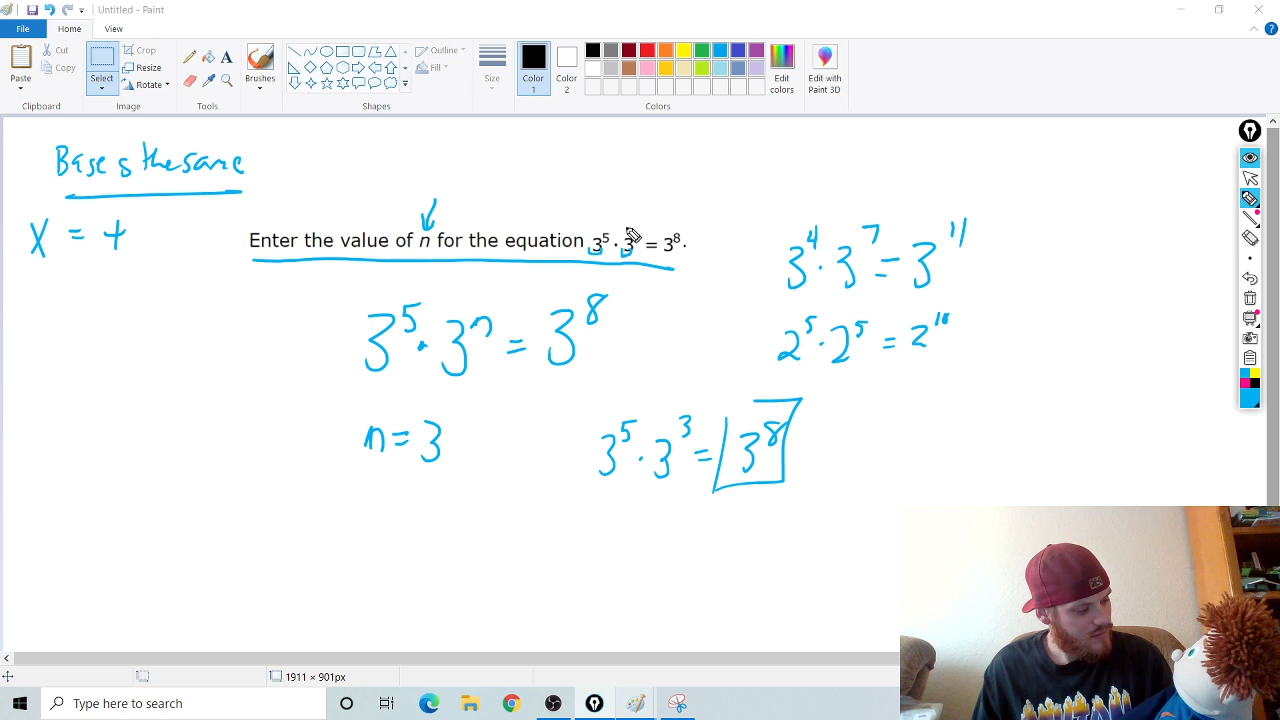 Untitled - Paint
File Home View
Paste
Cut
Copy
Clipboard
Select
Crop
Resize
Rotate
Image
Tools
Brushes
Shapes
Outline
Fill
Size
Color 1
Color 2
Edit colors
Colors
Edit with Paint 3D
Base is the same
X = +
Enter the value of n for the equation 3⁵ · 3 = 3⁸.
3⁵ · 3ⁿ = 3⁸
n = 3
3⁵ · 3³ = 3⁸
3⁴ · 3⁷ = 3¹¹
2⁵ · 2⁵ = 2¹⁰
1911 × 901px
Type here to search